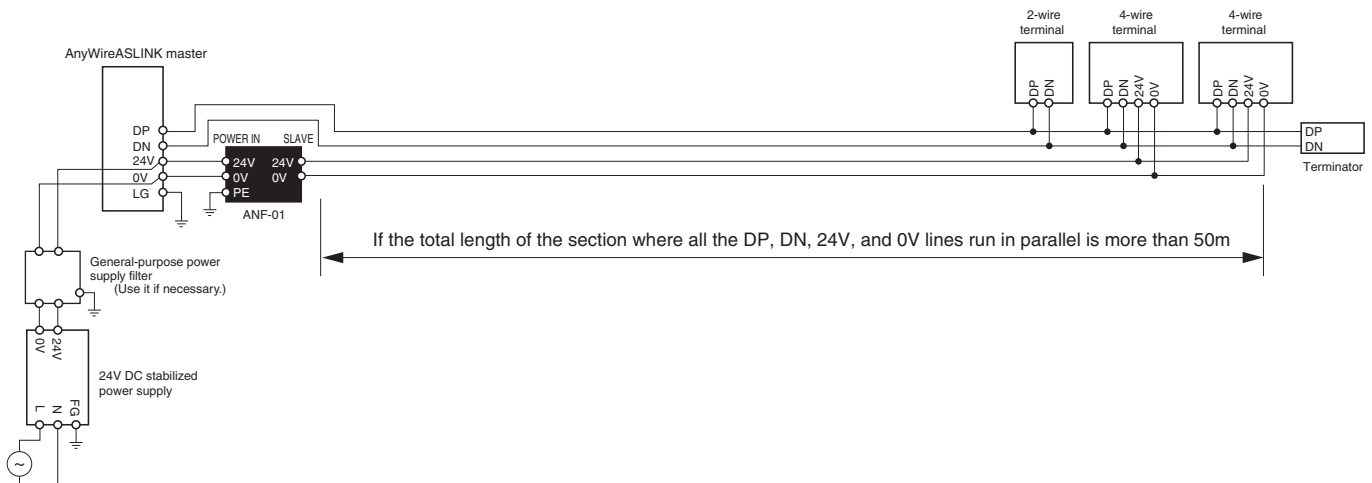 2-wire
terminal
4-wire
terminal
4-wire
terminal
AnyWireASLINK master
DP
DN
24V
0V
LG
POWER IN
SLAVE
24V
0V
PE
24V
0V
ANF-01
DP
DN
DP
DN
24V
0V
DP
DN
24V
0V
DP
DN
Terminator
If the total length of the section where all the DP, DN, 24V, and 0V lines run in parallel is more than 50m
General-purpose power
supply filter
(Use it if necessary.)
0V
24V
24V DC stabilized
power supply
L
N
FG
~